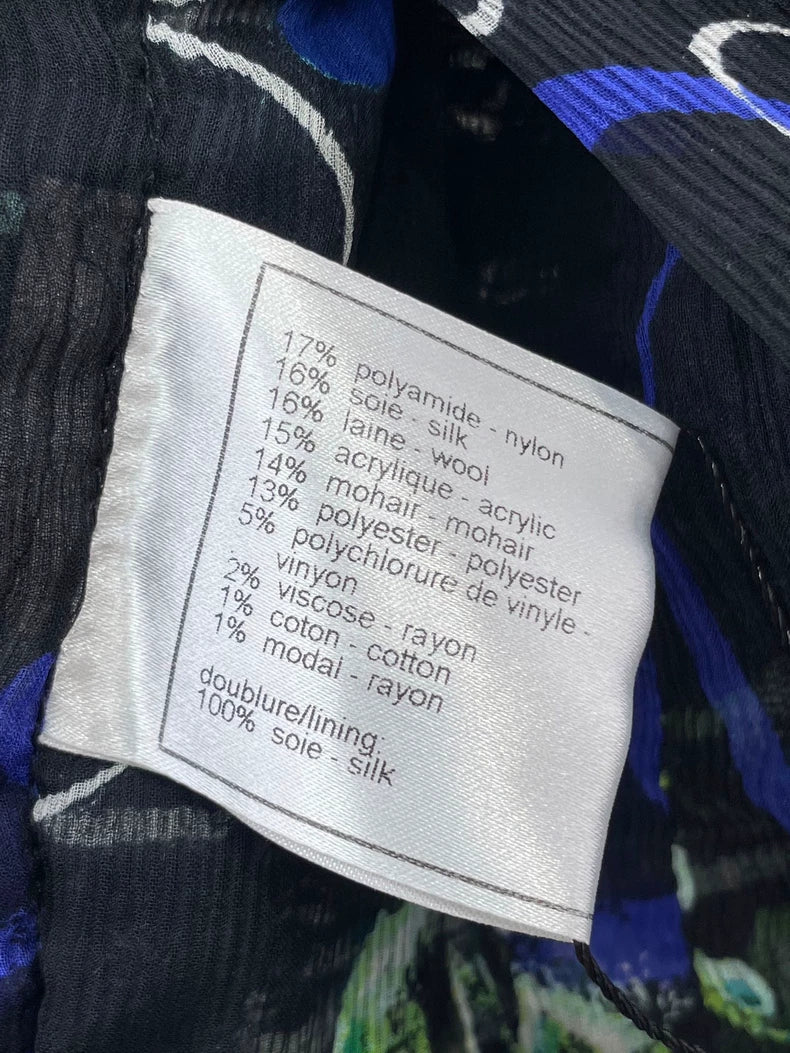 17% polyamide - nylon
16% soie - silk
16% laine - wool
15% acrylique - acrylic
14% mohair - mohair
13% polyester - polyester
5% polychlorure de vinyle -
vinyon
2% viscose - rayon
1% coton - cotton
1% modal - rayon
doublure/lining:
100% soie - silk